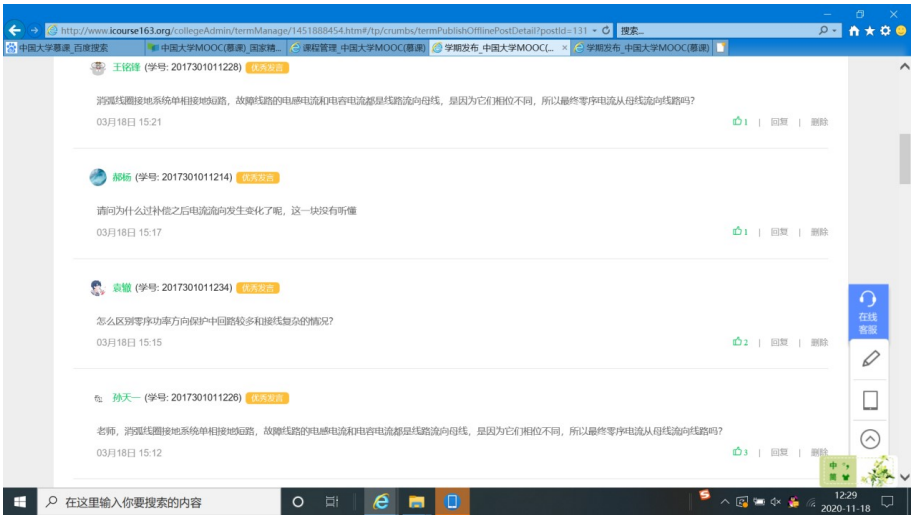 http://www.icourse163.org/collegeAdmin/termManage/1451888454.htm#/tp/crumbs/termPublishOfflinePostDetail?postId=131
搜索...
中国大学慕课_百度搜索
中国大学MOOC(慕课)_国家精...
课程管理_中国大学MOOC(慕课)
学期发布_中国大学MOOC(...
学期发布_中国大学MOOC(慕课)
王铭锋 (学号: 2017301011228) 优秀发言
消弧线圈接地系统单相接地短路，故障线路的电感电流和电容电流都是线路流向母线，是因为它们相位不同，所以最终零序电流从母线流向线路吗?
03月18日 15:21
1 | 回复 | 删除
郝杨 (学号: 2017301011214) 优秀发言
请问为什么过补偿之后电流流向发生变化了呢，这一块没有听懂
03月18日 15:17
1 | 回复 | 删除
袁辙 (学号: 2017301011234) 优秀发言
怎么区别零序功率方向保护中回路较多和接线复杂的情况?
03月18日 15:15
2 | 回复 | 删除
孙天一 (学号: 2017301011226) 优秀发言
老师，消弧线圈接地系统单相接地短路，故障线路的电感电流和电容电流都是线路流向母线，是因为它们相位不同，所以最终零序电流从母线流向线路吗?
03月18日 15:12
3 | 回复 | 删除
在线
客服
中
简
在这里输入你要搜索的内容
12:29
2020-11-18